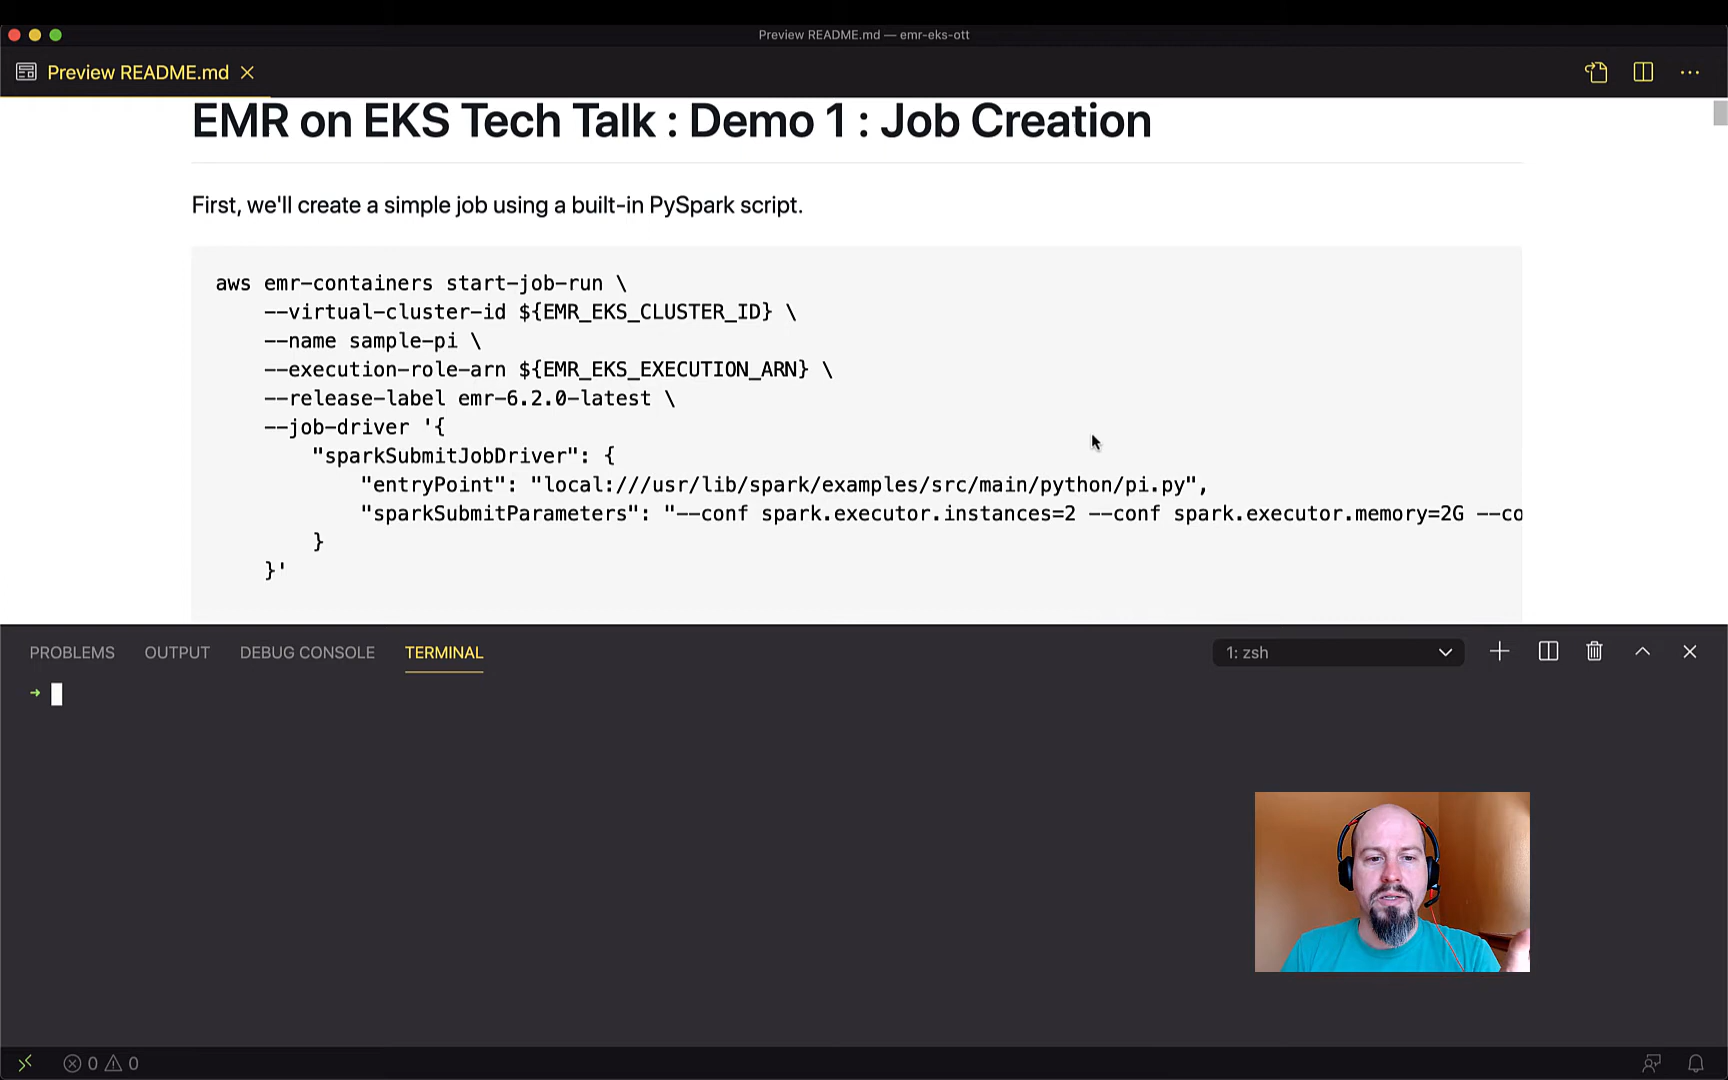 Preview README.md — emr-eks-ott
Preview README.md
EMR on EKS Tech Talk : Demo 1 : Job Creation
First, we'll create a simple job using a built-in PySpark script.
aws emr-containers start-job-run \
--virtual-cluster-id ${EMR_EKS_CLUSTER_ID} \
--name sample-pi \
--execution-role-arn ${EMR_EKS_EXECUTION_ARN} \
--release-label emr-6.2.0-latest \
--job-driver '{
"sparkSubmitJobDriver": {
"entryPoint": "local:///usr/lib/spark/examples/src/main/python/pi.py",
"sparkSubmitParameters": "--conf spark.executor.instances=2 --conf spark.executor.memory=2G --co
}
}'
PROBLEMS OUTPUT DEBUG CONSOLE TERMINAL 1: zsh
0 0